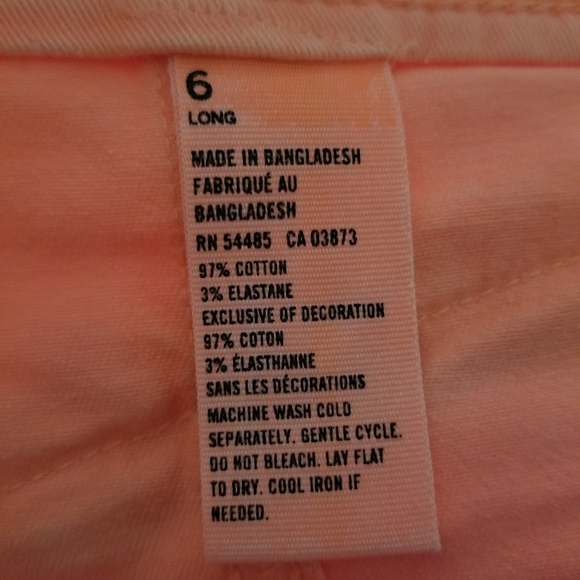 6
LONG
MADE IN BANGLADESH
FABRIQUÉ AU
BANGLADESH
RN 54485 CA 03873
97% COTTON
3% ELASTANE
EXCLUSIVE OF DECORATION
97% COTON
3% ÉLASTHANNE
SANS LES DÉCORATIONS
MACHINE WASH COLD
SEPARATELY. GENTLE CYCLE.
DO NOT BLEACH. LAY FLAT
TO DRY. COOL IRON IF
NEEDED.